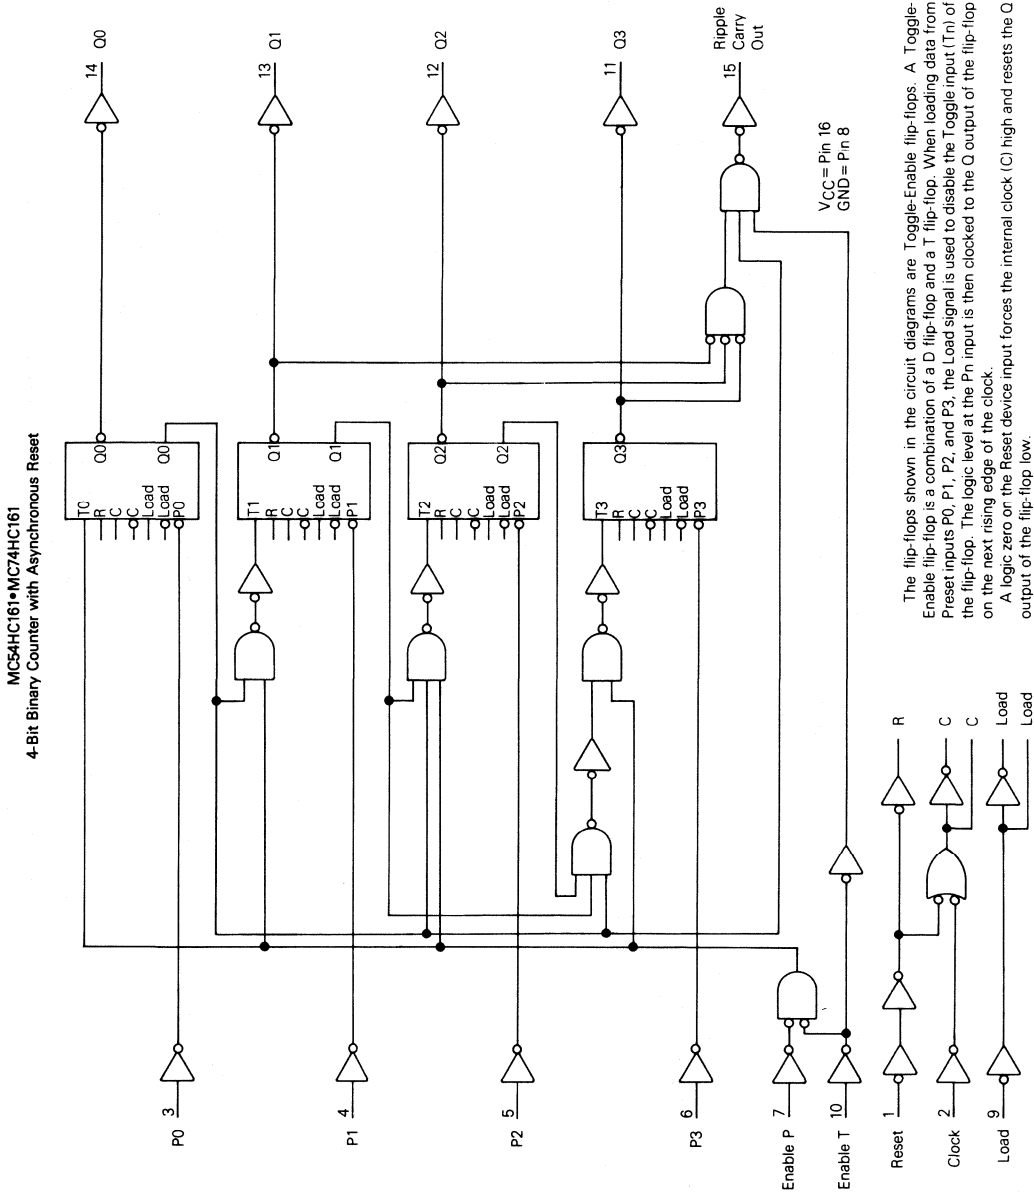 MC54HC161•MC74HC161
4-Bit Binary Counter with Asynchronous Reset
P0 3
T0
R
C
C
Load
Load
P0
Q0
Q0
14 Q0
P1 4
T1
R
C
C
Load
Load
P1
Q1
Q1
13 Q1
P2 5
T2
R
C
C
Load
Load
P2
Q2
Q2
12 Q2
P3 6
T3
R
C
C
Load
Load
P3
Q3
11 Q3
Ripple
Carry
Out
15
Enable P 7
Enable T 10
VCC = Pin 16
GND = Pin 8
Reset 1
R
Clock 2
C
C
Load 9
Load
Load
The flip-flops shown in the circuit diagrams are Toggle-Enable flip-flops. A Toggle-
Enable flip-flop is a combination of a D flip-flop and a T flip-flop. When loading data from
Preset inputs P0, P1, P2, and P3, the Load signal is used to disable the Toggle input (Tn) of
the flip-flop. The logic level at the Pn input is then clocked to the Q output of the flip-flop
on the next rising edge of the clock.
A logic zero on the Reset device input forces the internal clock (C) high and resets the Q
output of the flip-flop low.